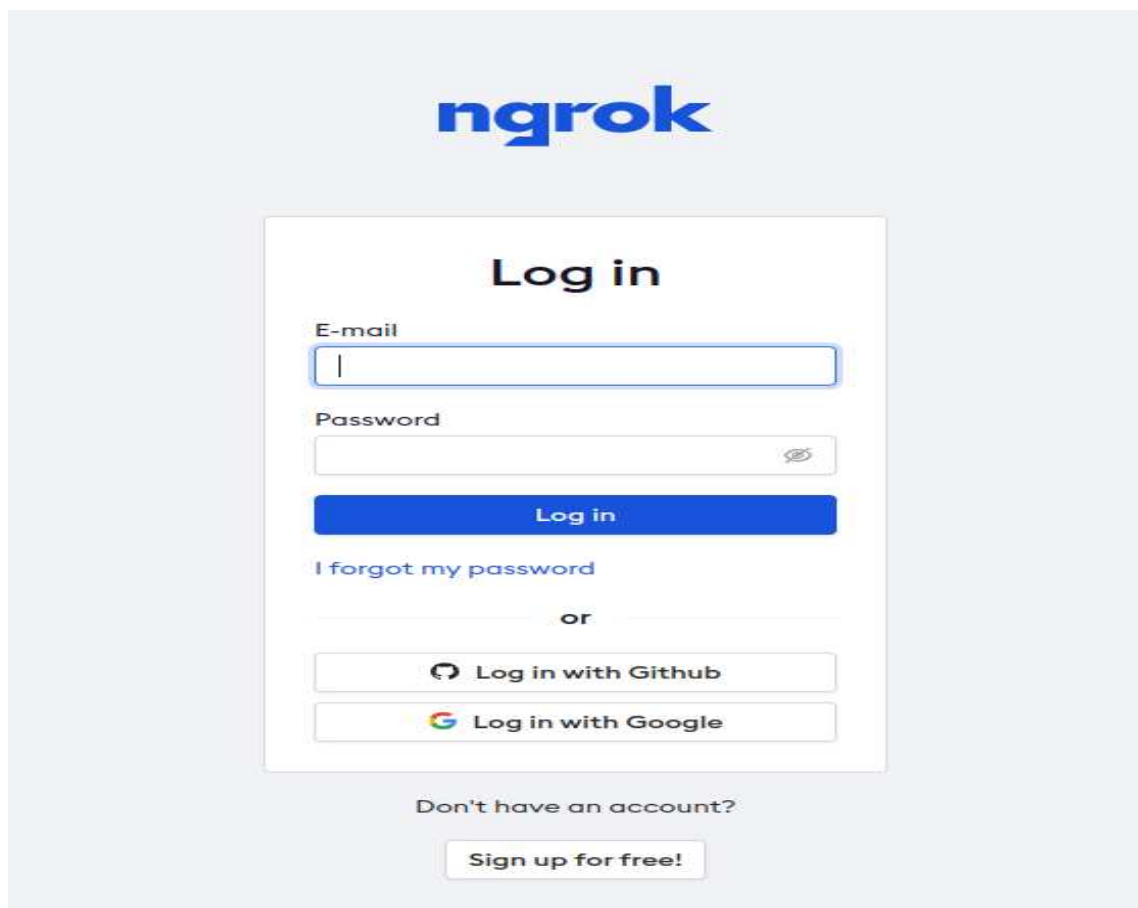 ngrok
Log in
E-mail
Password
Log in
I forgot my password
or
Log in with Github
Log in with Google
Don't have an account?
Sign up for free!